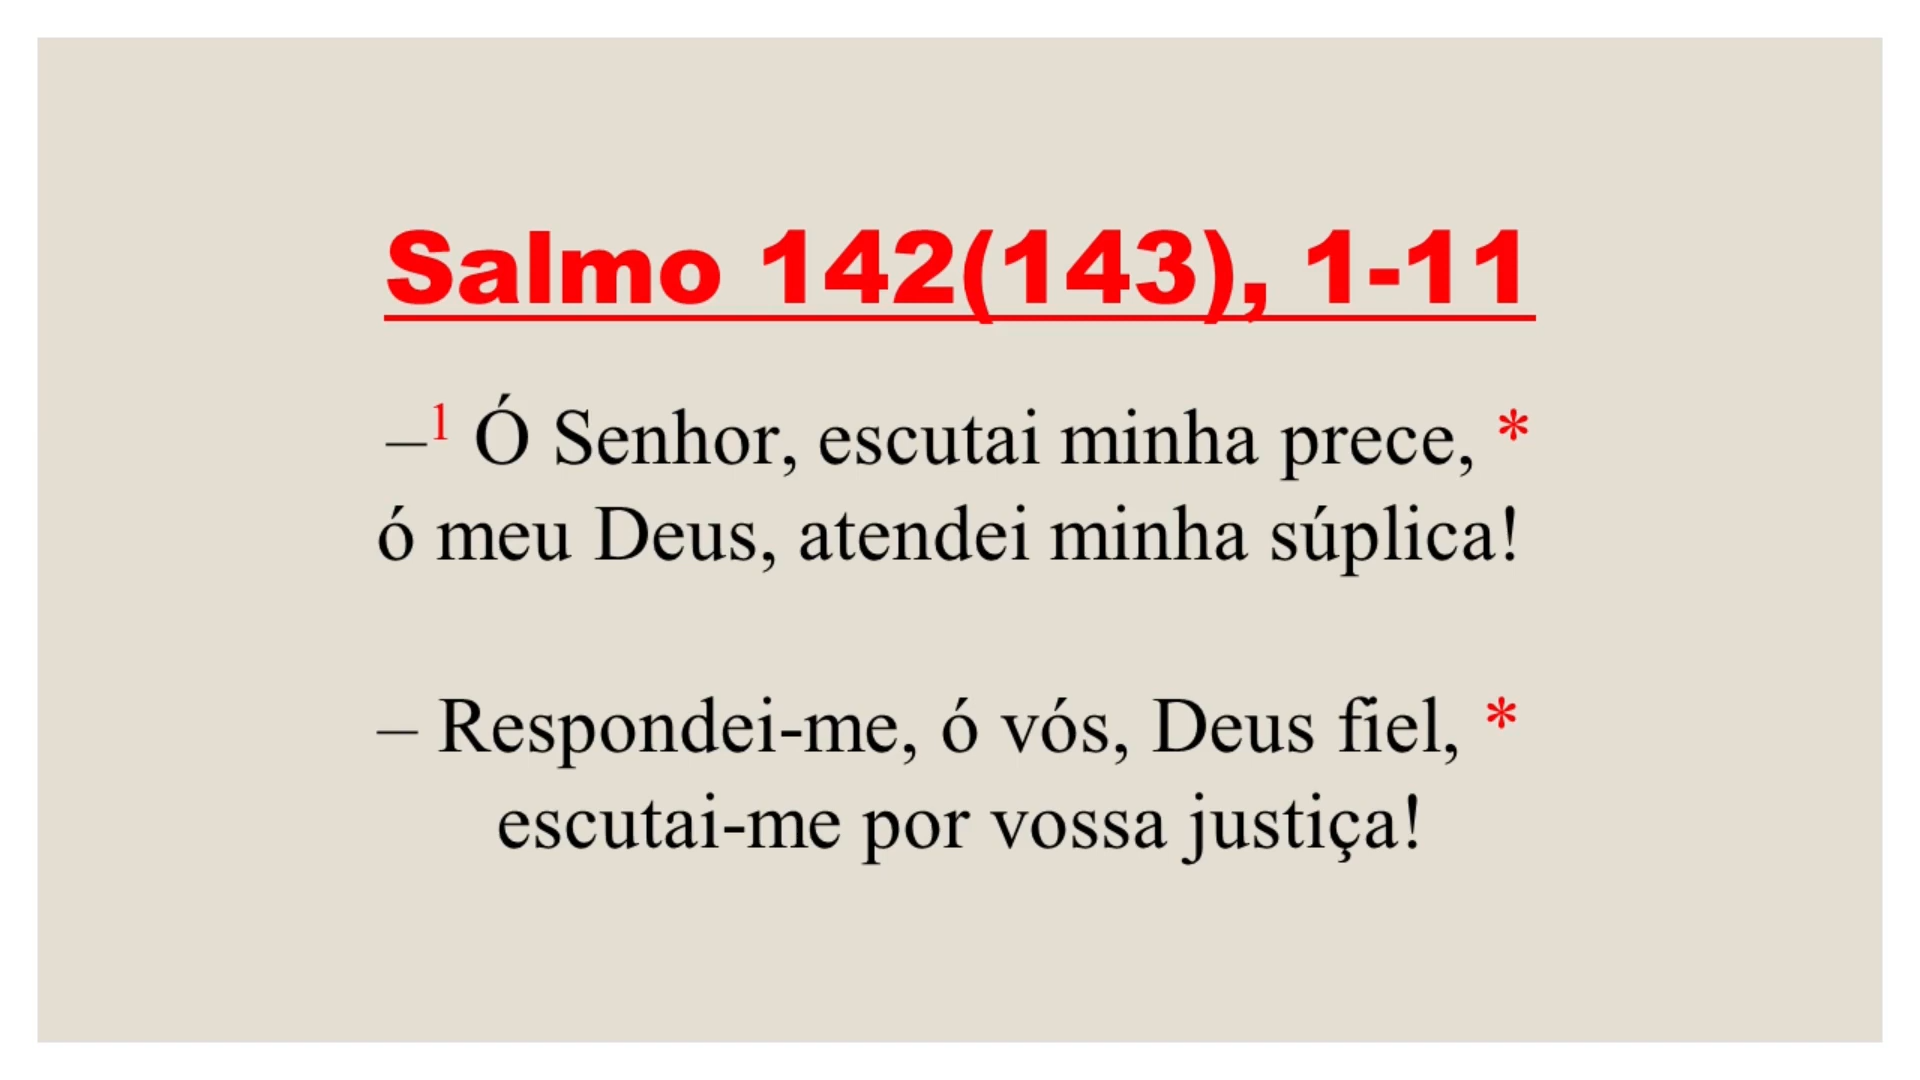 Salmo 142(143), 1-11
–1 Ó Senhor, escutai minha prece, *
ó meu Deus, atendei minha súplica!
– Respondei-me, ó vós, Deus fiel, *
escutai-me por vossa justiça!